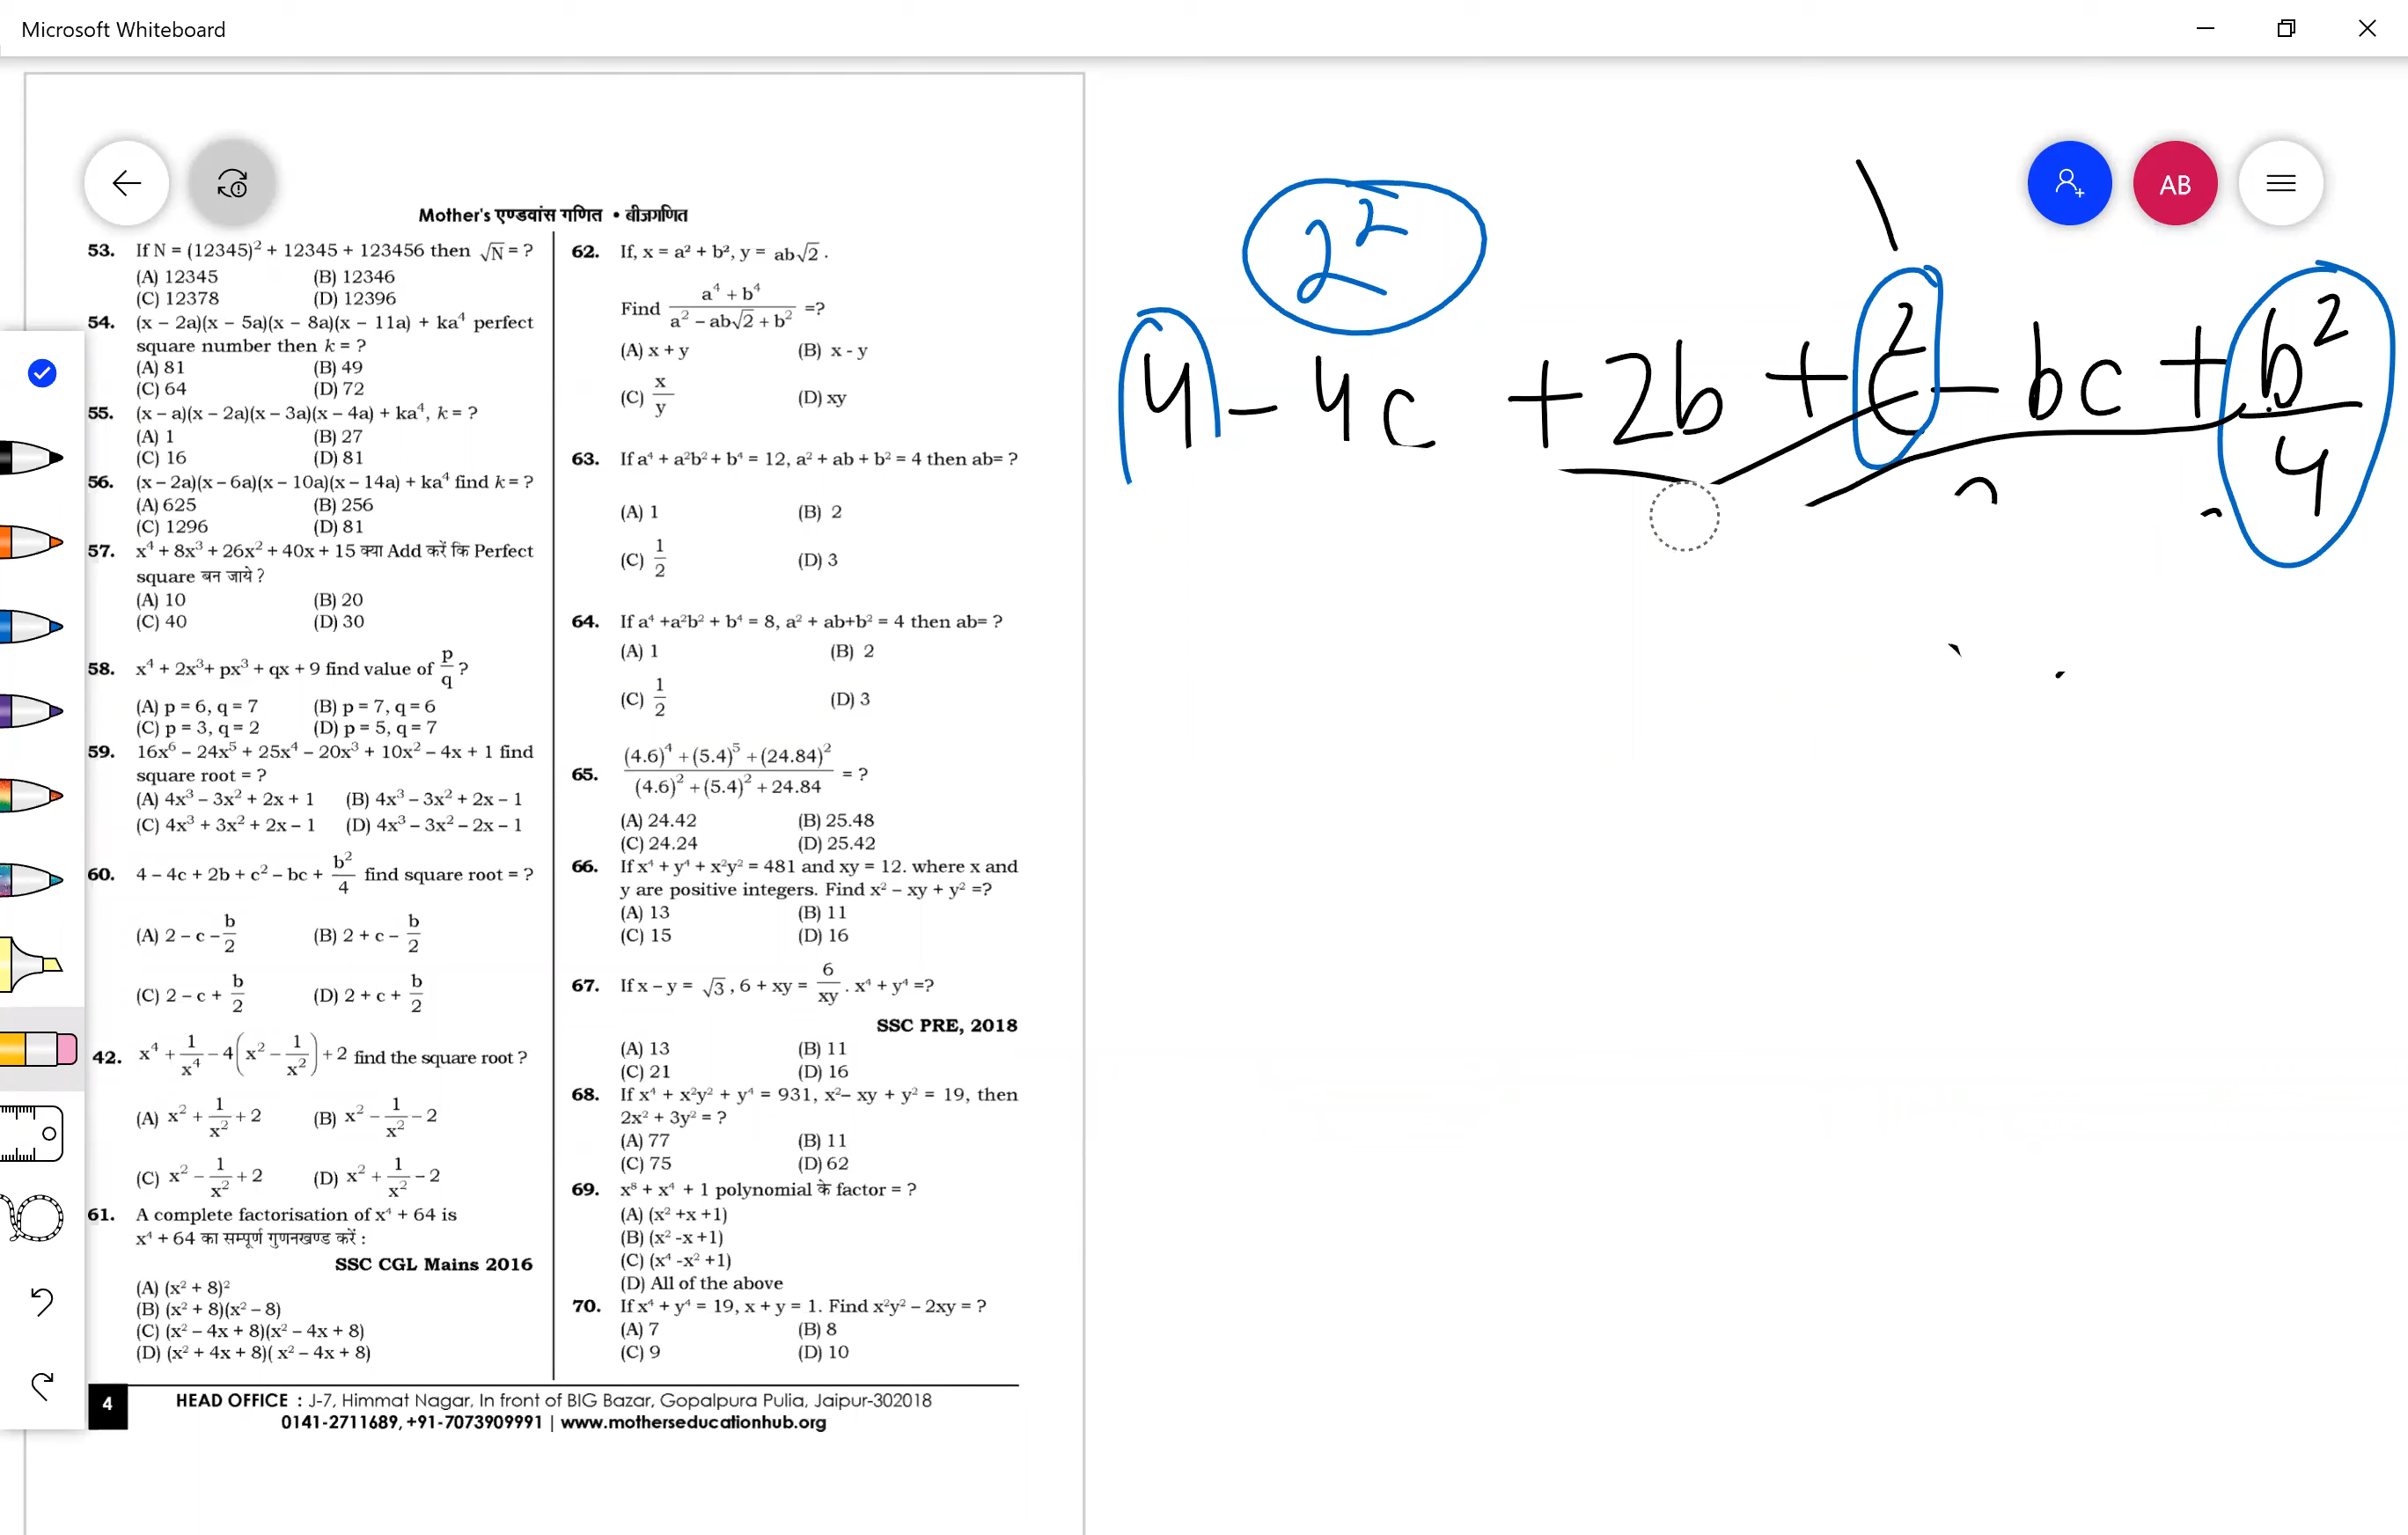 Microsoft Whiteboard
AB
Mother's एण्डवांस गणित • बीजगणित
53. If N = (12345)² + 12345 + 123456 then √N = ?
(A) 12345 (B) 12346
(C) 12378 (D) 12396
54. (x – 2a)(x – 5a)(x – 8a)(x – 11a) + ka⁴ perfect
square number then k = ?
(A) 81 (B) 49
(C) 64 (D) 72
55. (x – a)(x – 2a)(x – 3a)(x – 4a) + ka⁴, k = ?
(A) 1 (B) 27
(C) 16 (D) 81
56. (x – 2a)(x – 6a)(x – 10a)(x – 14a) + ka⁴ find k = ?
(A) 625 (B) 256
(C) 1296 (D) 81
57. x⁴ + 8x³ + 26x² + 40x + 15 क्या Add करें कि Perfect
square बन जाये ?
(A) 10 (B) 20
(C) 40 (D) 30
58. x⁴ + 2x³+ px³ + qx + 9 find value of p/q ?
(A) p = 6, q = 7 (B) p = 7, q = 6
(C) p = 3, q = 2 (D) p = 5, q = 7
59. 16x⁶ – 24x⁵ + 25x⁴ – 20x³ + 10x² – 4x + 1 find
square root = ?
(A) 4x³ – 3x² + 2x + 1 (B) 4x³ – 3x² + 2x – 1
(C) 4x³ + 3x² + 2x – 1 (D) 4x³ – 3x² – 2x – 1
60. 4 – 4c + 2b + c² – bc + b²/4 find square root = ?
(A) 2 – c – b/2 (B) 2 + c – b/2
(C) 2 – c + b/2 (D) 2 + c + b/2
42. x⁴ + 1/x⁴ – 4(x² – 1/x²) + 2 find the square root ?
(A) x² + 1/x² + 2 (B) x² – 1/x² – 2
(C) x² – 1/x² + 2 (D) x² + 1/x² – 2
61. A complete factorisation of x⁴ + 64 is
x⁴ + 64 का सम्पूर्ण गुणनखण्ड करें :
SSC CGL Mains 2016
(A) (x² + 8)²
(B) (x² + 8)(x² – 8)
(C) (x² – 4x + 8)(x² – 4x + 8)
(D) (x² + 4x + 8)( x² – 4x + 8)
62. If, x = a² + b², y = ab√2 .
Find (a⁴ + b⁴)/(a² – ab√2 + b²) =?
(A) x + y (B) x - y
(C) x/y (D) xy
63. If a⁴ + a²b² + b⁴ = 12, a² + ab + b² = 4 then ab= ?
(A) 1 (B) 2
(C) 1/2 (D) 3
64. If a⁴ +a²b² + b⁴ = 8, a² + ab+b² = 4 then ab= ?
(A) 1 (B) 2
(C) 1/2 (D) 3
65. ((4.6)⁴ + (5.4)⁵ + (24.84)²)/((4.6)² + (5.4)² + 24.84) = ?
(A) 24.42 (B) 25.48
(C) 24.24 (D) 25.42
66. If x⁴ + y⁴ + x²y² = 481 and xy = 12. where x and
y are positive integers. Find x² – xy + y² =?
(A) 13 (B) 11
(C) 15 (D) 16
67. If x – y = √3 , 6 + xy = 6/xy . x⁴ + y⁴ =?
SSC PRE, 2018
(A) 13 (B) 11
(C) 21 (D) 16
68. If x⁴ + x²y² + y⁴ = 931, x²– xy + y² = 19, then
2x² + 3y² = ?
(A) 77 (B) 11
(C) 75 (D) 62
69. x⁸ + x⁴ + 1 polynomial के factor = ?
(A) (x² +x +1)
(B) (x² -x +1)
(C) (x⁴ -x² +1)
(D) All of the above
70. If x⁴ + y⁴ = 19, x + y = 1. Find x²y² – 2xy = ?
(A) 7 (B) 8
(C) 9 (D) 10
4
HEAD OFFICE : J-7, Himmat Nagar, In front of BIG Bazar, Gopalpura Pulia, Jaipur-302018
0141-2711689, +91-7073909991 | www.motherseducationhub.org
2²
4 – 4c + 2b + c² – bc + b²/4